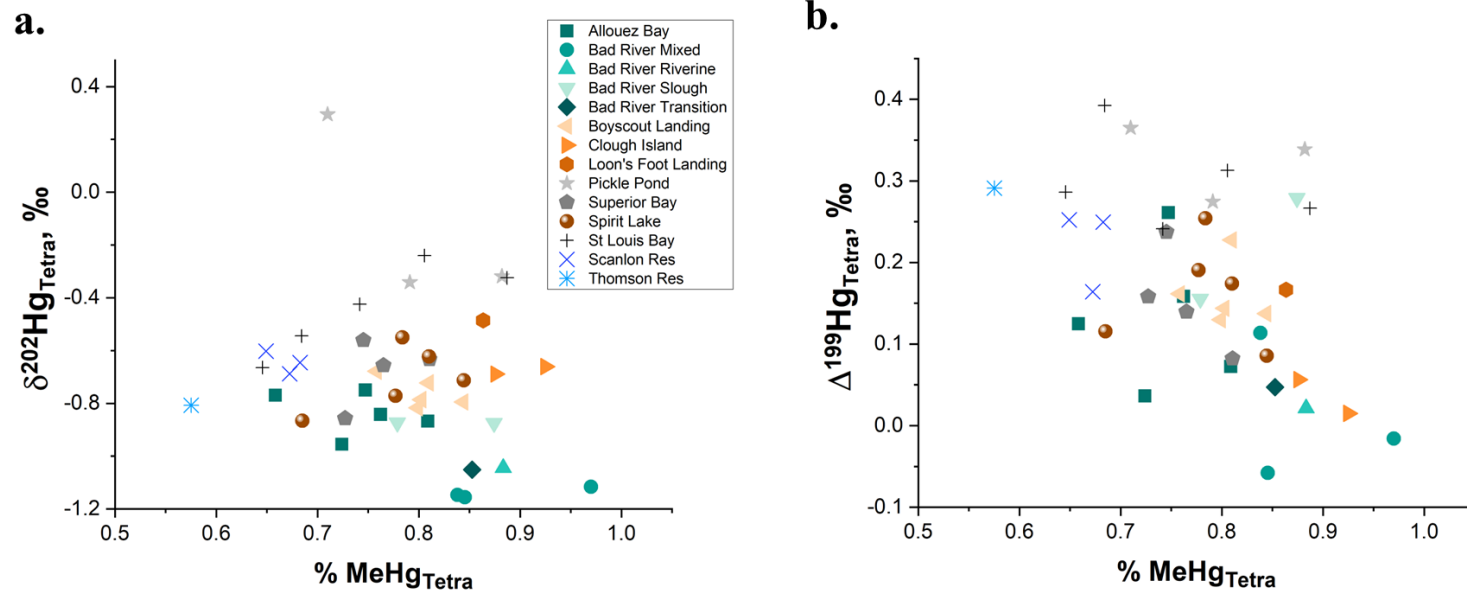 a.
δ202HgTetra, ‰
0.4
0.0
-0.4
-0.8
-1.2
0.5
0.6
0.7
0.8
0.9
1.0
% MeHgTetra
Allouez Bay
Bad River Mixed
Bad River Riverine
Bad River Slough
Bad River Transition
Boyscout Landing
Clough Island
Loon's Foot Landing
Pickle Pond
Superior Bay
Spirit Lake
St Louis Bay
Scanlon Res
Thomson Res
b.
Δ199HgTetra, ‰
0.4
0.3
0.2
0.1
0.0
-0.1
0.5
0.6
0.7
0.8
0.9
1.0
% MeHgTetra